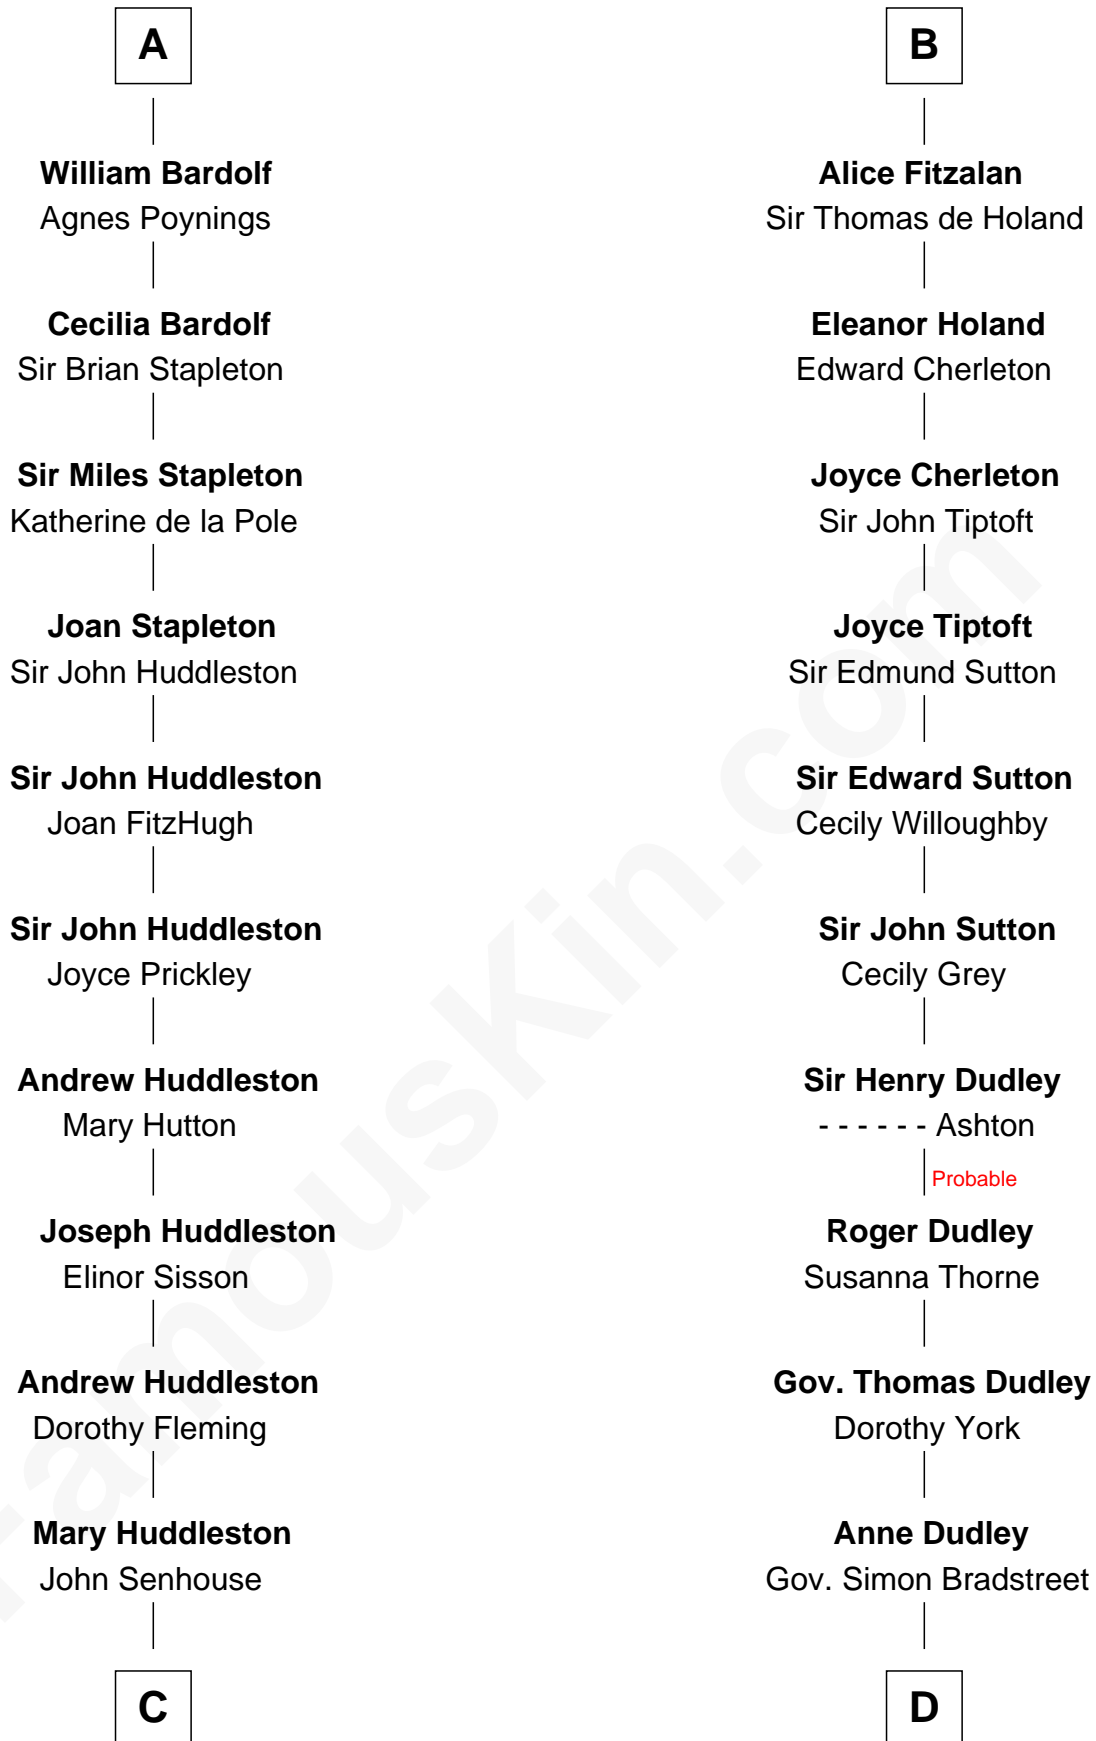 A
William Bardolf
Agnes Poynings
Cecilia Bardolf
Sir Brian Stapleton
Sir Miles Stapleton
Katherine de la Pole
Joan Stapleton
Sir John Huddleston
Sir John Huddleston
Joan FitzHugh
Sir John Huddleston
Joyce Prickley
Andrew Huddleston
Mary Hutton
Joseph Huddleston
Elinor Sisson
Andrew Huddleston
Dorothy Fleming
Mary Huddleston
John Senhouse
C
B
Alice Fitzalan
Sir Thomas de Holand
Eleanor Holand
Edward Cherleton
Joyce Cherleton
Sir John Tiptoft
Joyce Tiptoft
Sir Edmund Sutton
Sir Edward Sutton
Cecily Willoughby
Sir John Sutton
Cecily Grey
Sir Henry Dudley
- - - - - - Ashton
Probable
Roger Dudley
Susanna Thorne
Gov. Thomas Dudley
Dorothy York
Anne Dudley
Gov. Simon Bradstreet
D
FamousKin.com